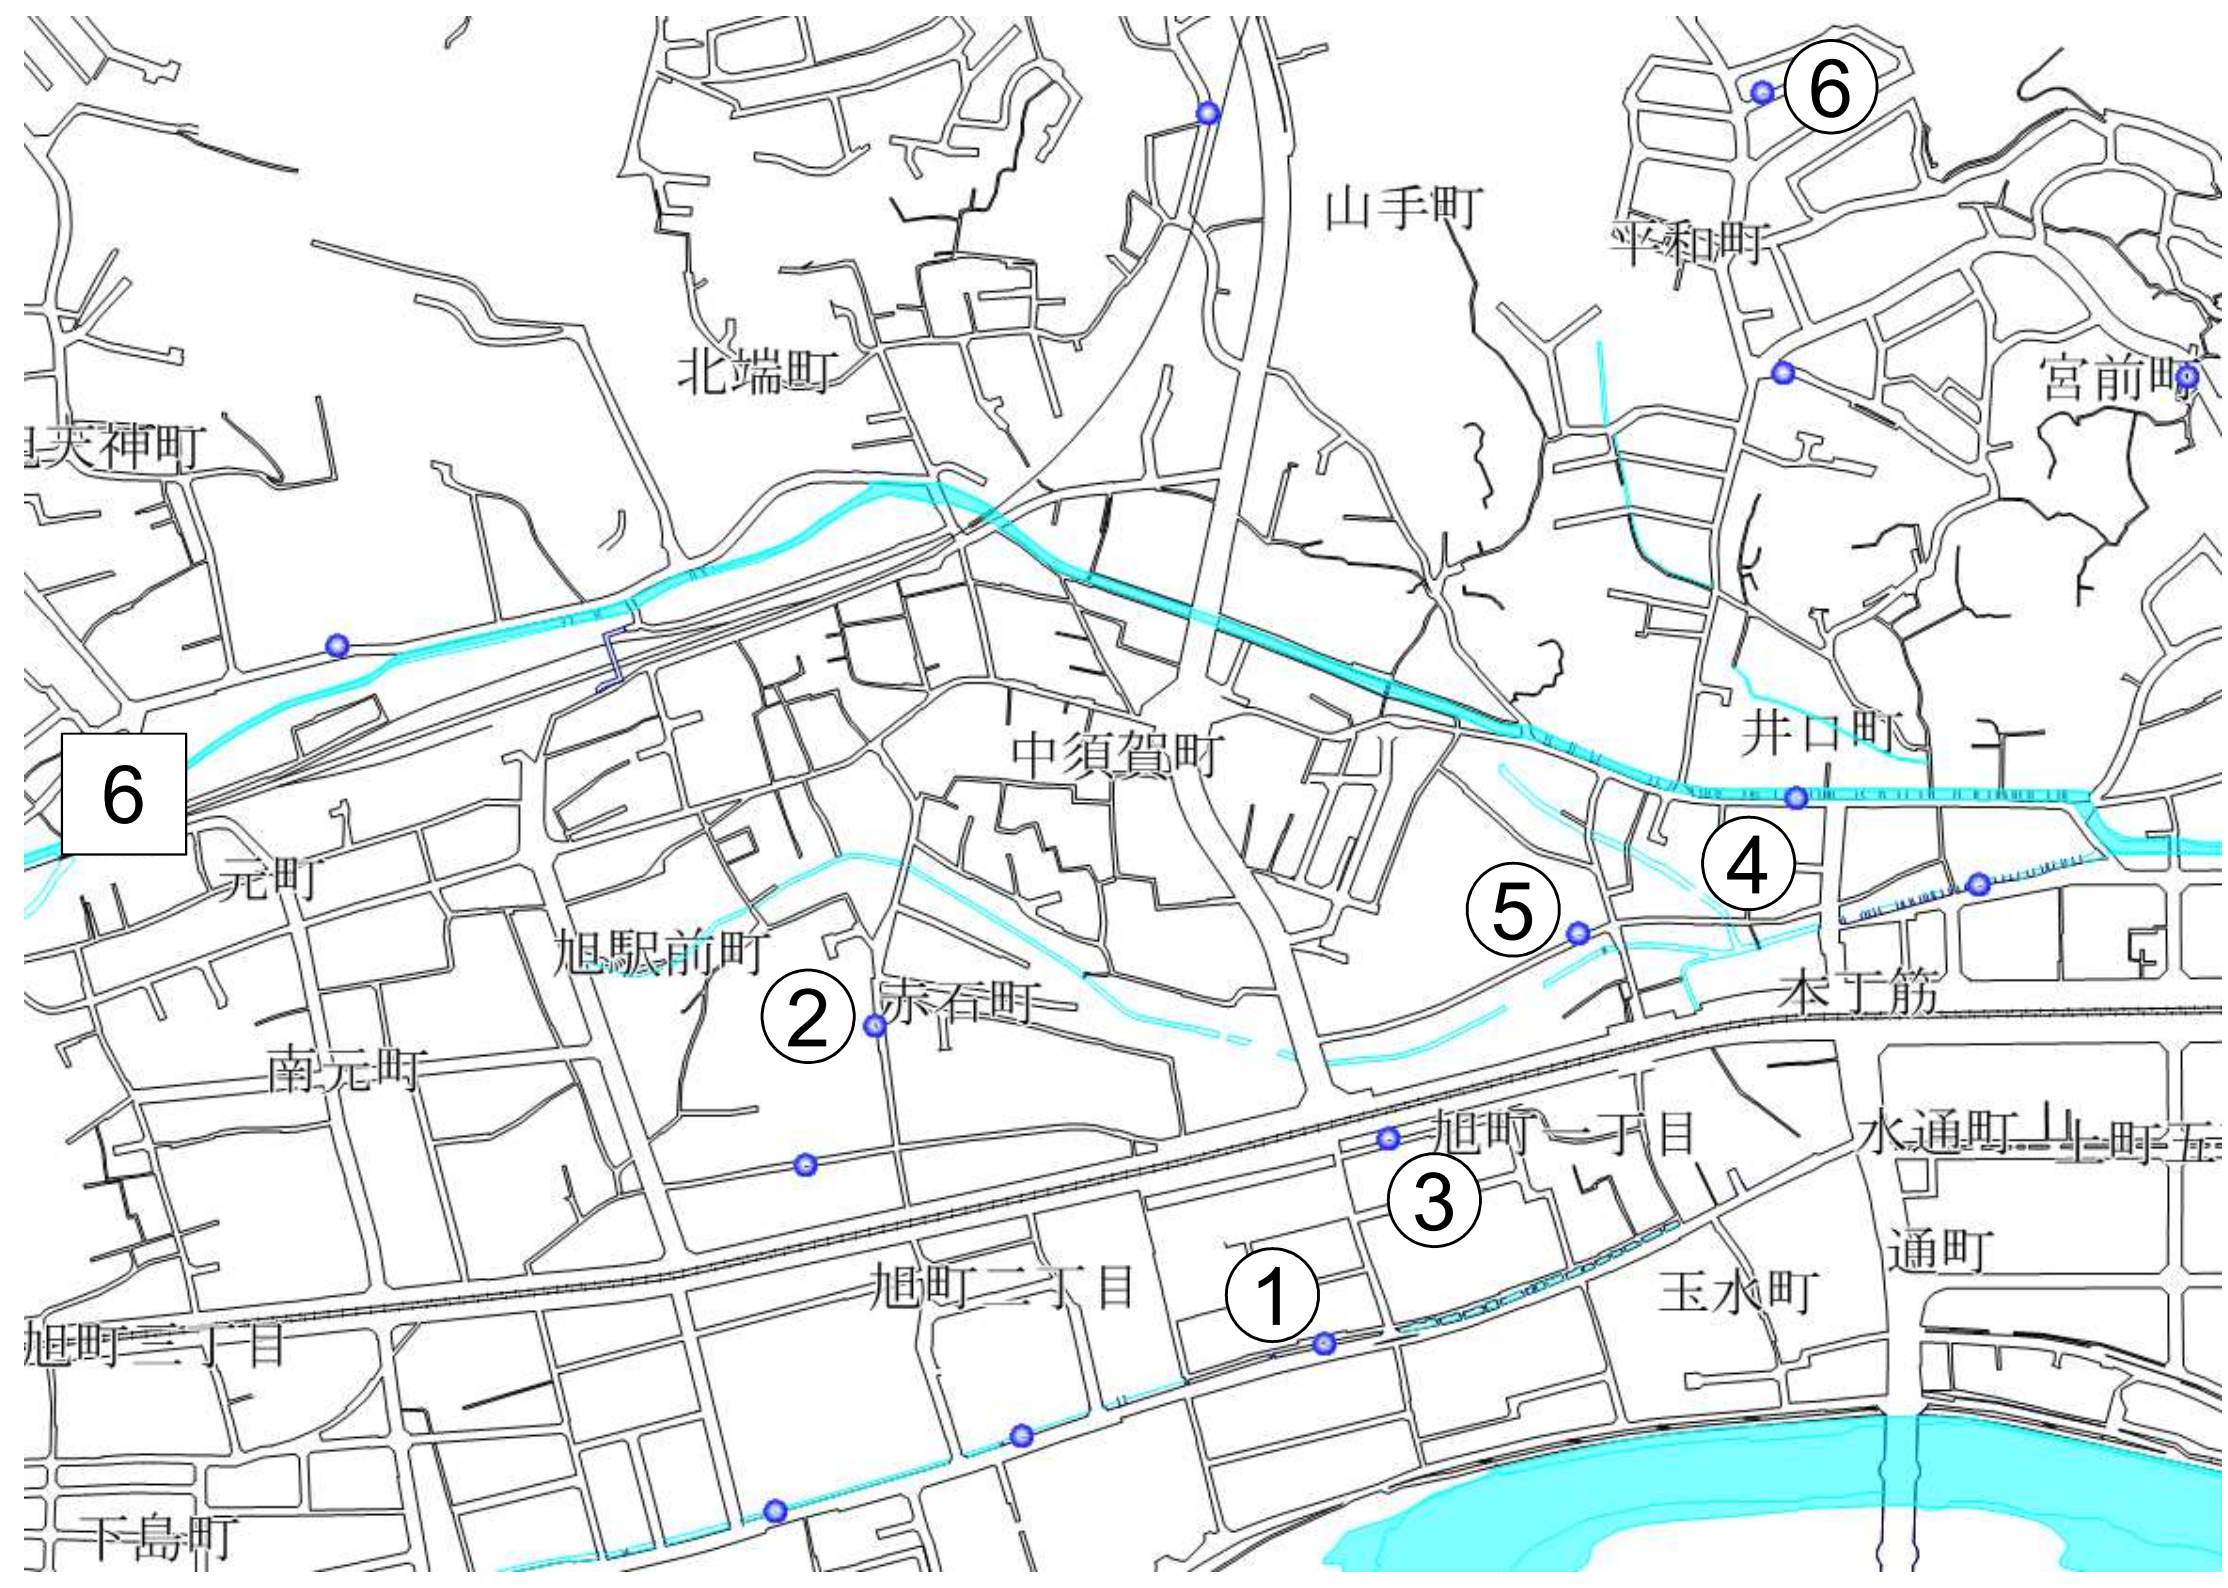 ⑥
山手町
平和町
北端町
宮前町
天神町
井口町
中須賀町
6
④
元町
⑤
旭駅前町
②
赤石町
本丁筋
南元町
旭町一丁目
水通町
上町五
③
通町
①
旭町二丁目
玉水町
旭町三丁目
下島町